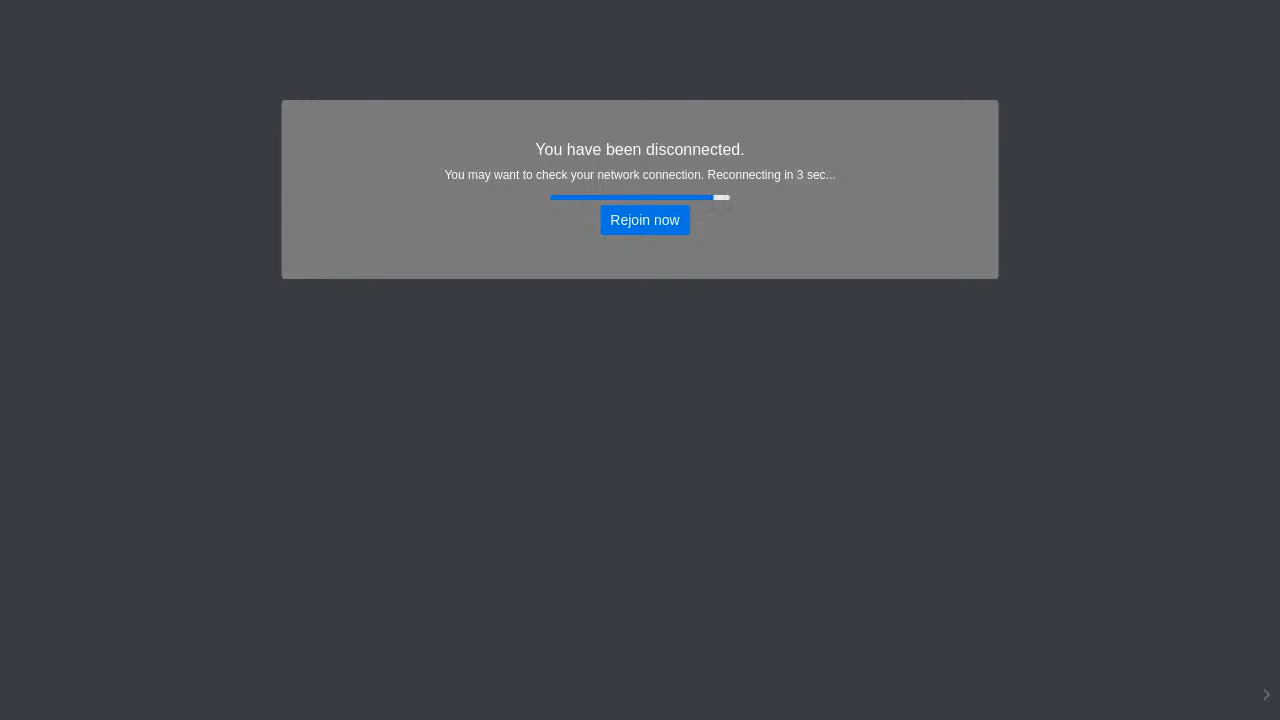 You have been disconnected.
You may want to check your network connection. Reconnecting in 3 sec...
Rejoin now